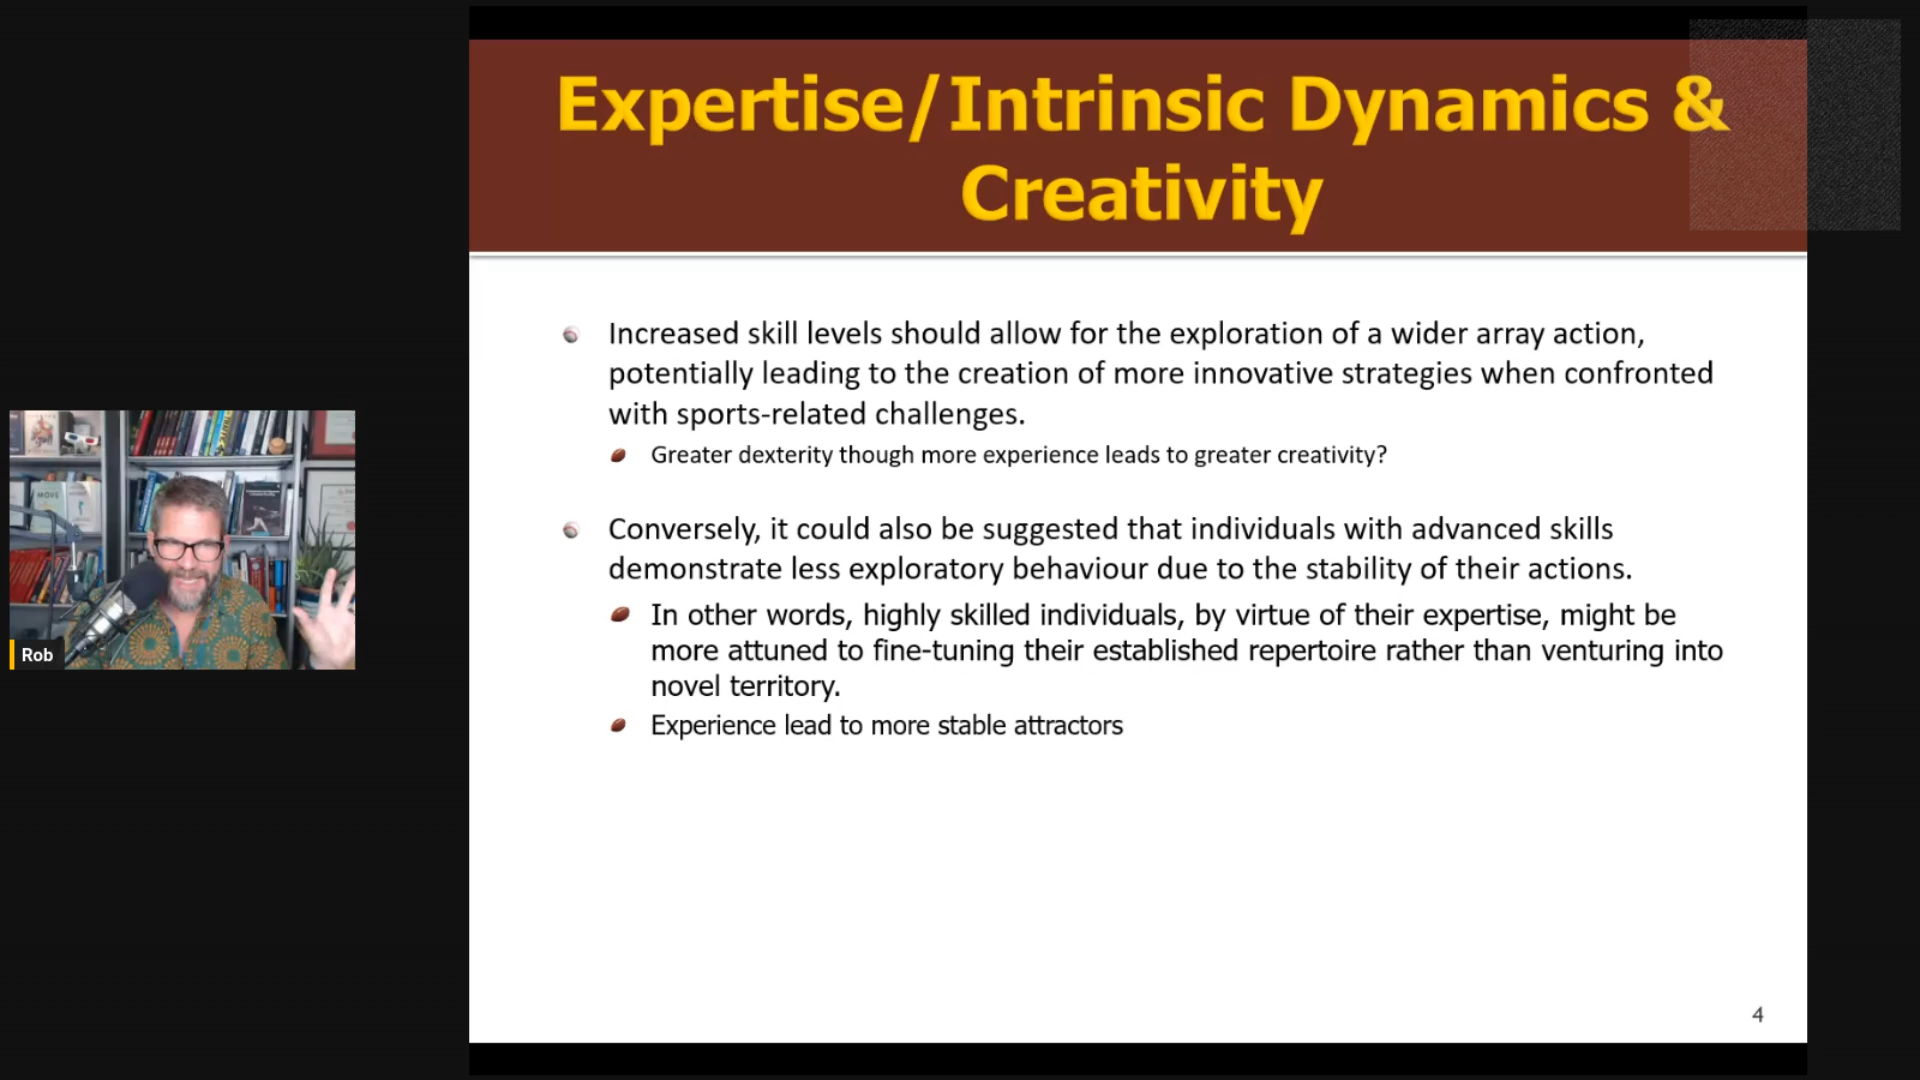 Expertise/Intrinsic Dynamics &
Creativity
Increased skill levels should allow for the exploration of a wider array action,
potentially leading to the creation of more innovative strategies when confronted
with sports-related challenges.
Greater dexterity though more experience leads to greater creativity?
Conversely, it could also be suggested that individuals with advanced skills
demonstrate less exploratory behaviour due to the stability of their actions.
In other words, highly skilled individuals, by virtue of their expertise, might be
more attuned to fine-tuning their established repertoire rather than venturing into
novel territory.
Experience lead to more stable attractors
4
MOVE
Rob